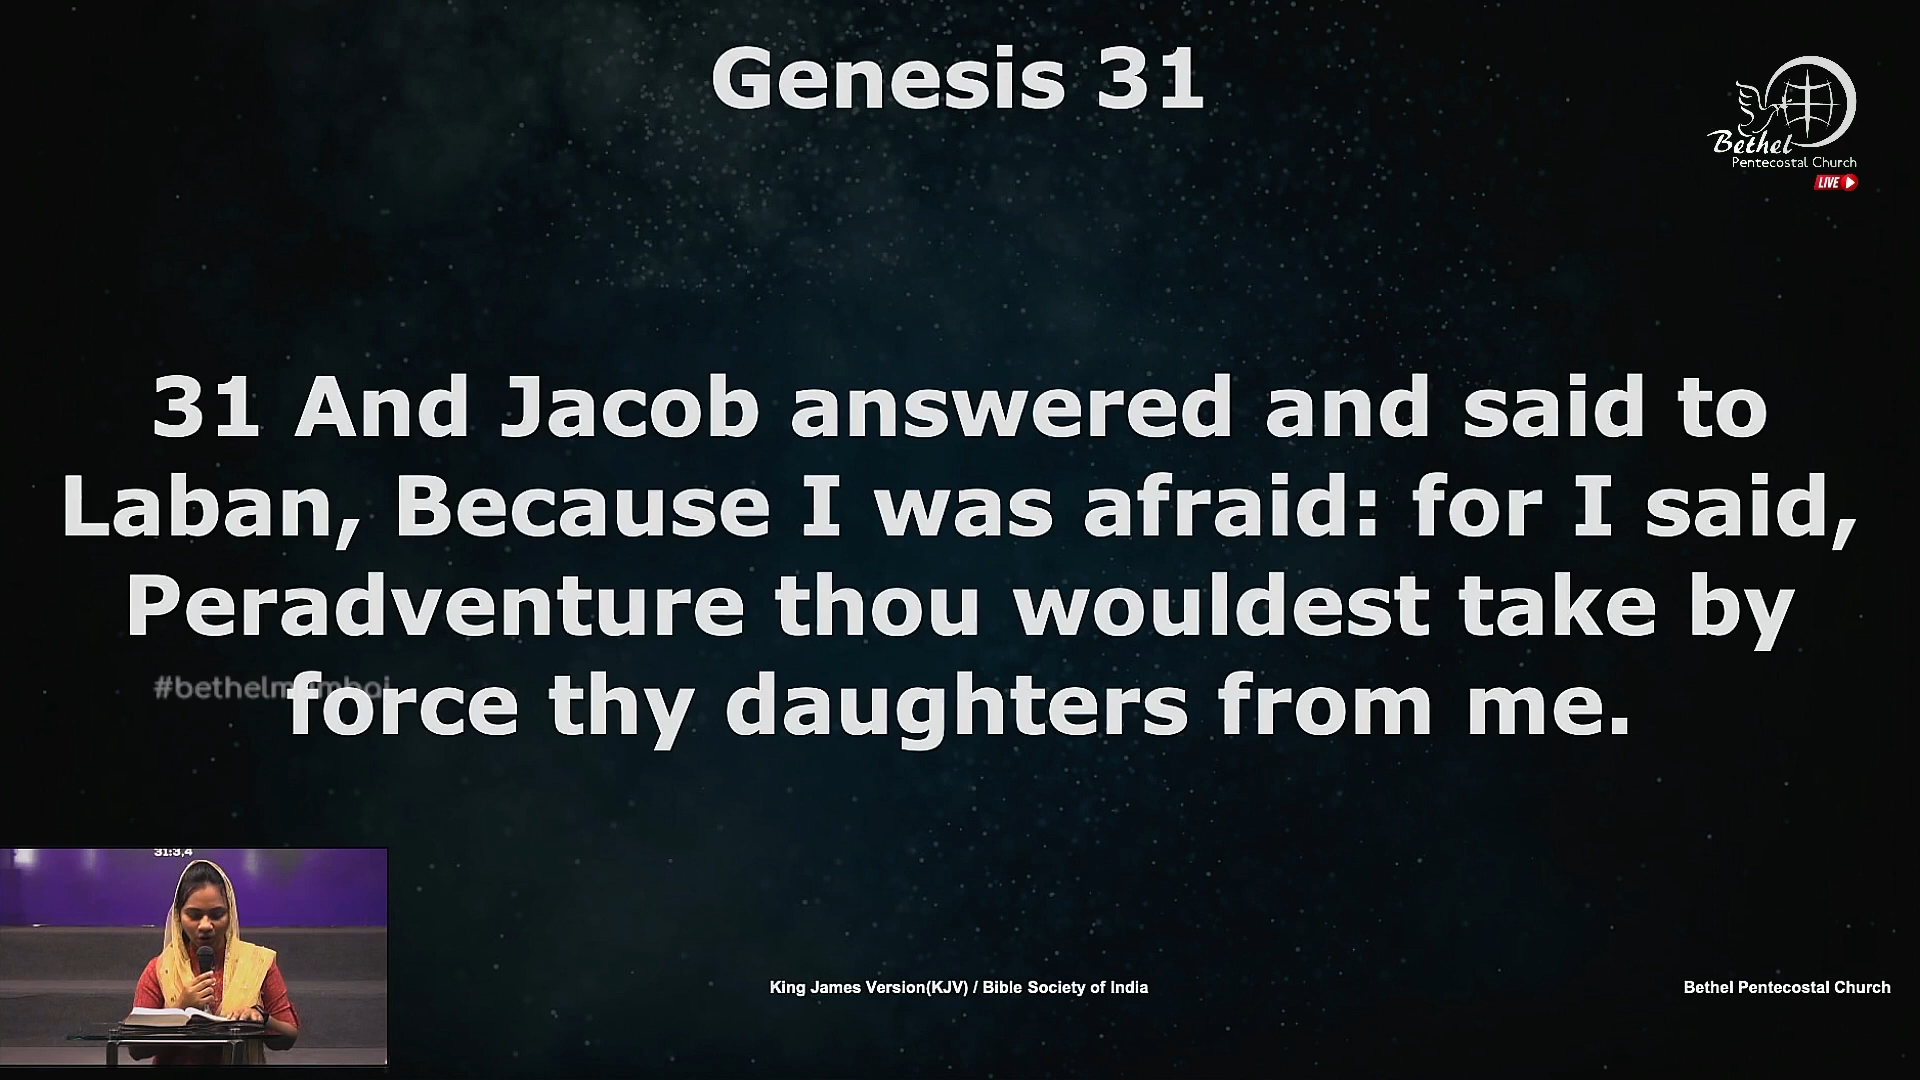 Genesis 31
Bethel
Pentecostal Church
LIVE
31 And Jacob answered and said to
Laban, Because I was afraid: for I said,
Peradventure thou wouldest take by
force thy daughters from me.
#bethelmumbai
31:3,4
King James Version(KJV) / Bible Society of India
Bethel Pentecostal Church